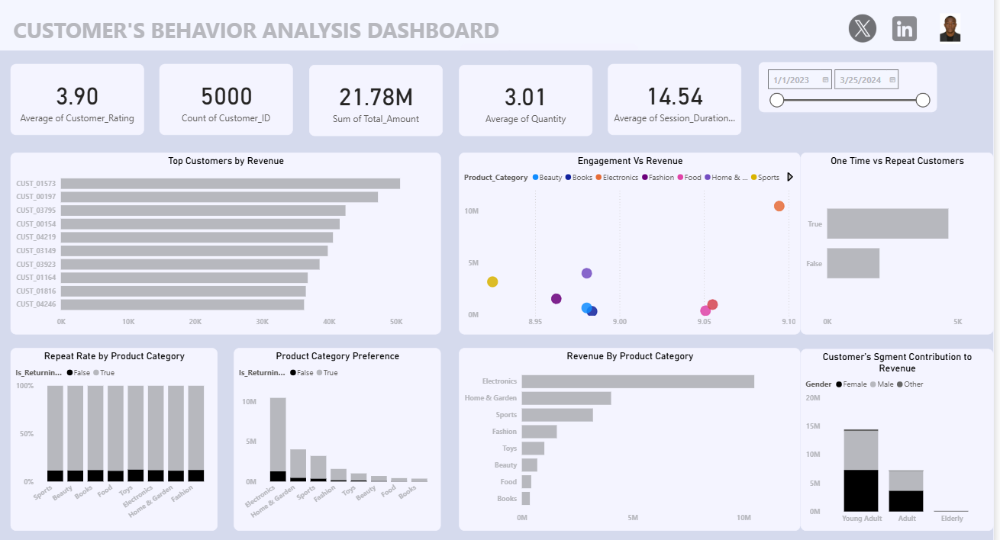 CUSTOMER'S BEHAVIOR ANALYSIS DASHBOARD
in
3.90
Average of Customer_Rating
5000
Count of Customer_ID
21.78M
Sum of Total_Amount
3.01
Average of Quantity
14.54
Average of Session_Duration...
1/1/2023
3/25/2024
Top Customers by Revenue
CUST_01573
CUST_00197
CUST_03795
CUST_00154
CUST_04219
CUST_03149
CUST_03923
CUST_01164
CUST_01816
CUST_04246
0K 10K 20K 30K 40K 50K
Engagement Vs Revenue
Product_Category Beauty Books Electronics Fashion Food Home & ... Sports
10M
5M
0M
8.95 9.00 9.05 9.10
One Time vs Repeat Customers
True
False
0K 5K
Repeat Rate by Product Category
Is_Returnin... False True
100%
50%
0%
Sports Beauty Books Food Toys Electronics Home & Garden Fashion
Product Category Preference
Is_Returnin... False True
10M
5M
0M
Electronics Home & Garden Sports Fashion Toys Beauty Food Books
Revenue By Product Category
Electronics
Home & Garden
Sports
Fashion
Toys
Beauty
Food
Books
0M 5M 10M
Customer's Sgment Contribution to
Revenue
Gender Female Male Other
20M
15M
10M
5M
0M
Young Adult Adult Elderly